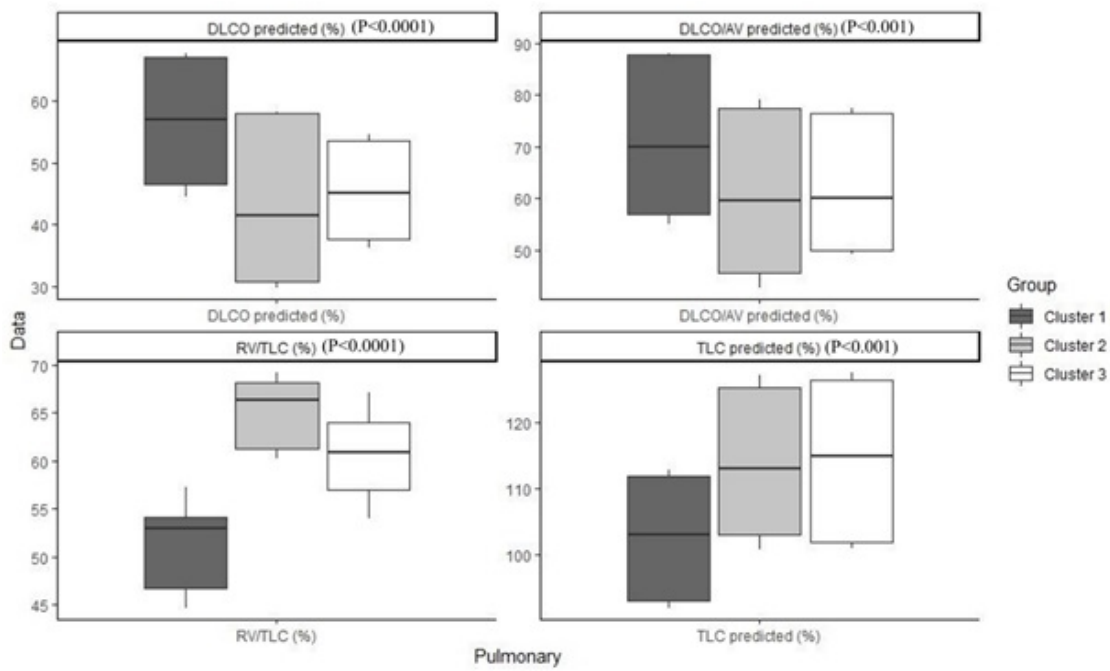 DLCO predicted (%) (P<0.0001)
DLCO/AV predicted (%) (P<0.001)
60
50
40
30
90
80
70
60
50
DLCO predicted (%)
DLCO/AV predicted (%)
RV/TLC (%) (P<0.0001)
TLC predicted (%) (P<0.001)
70
65
60
55
50
45
120
110
100
RV/TLC (%)
TLC predicted (%)
Data
Pulmonary
Group
Cluster 1
Cluster 2
Cluster 3